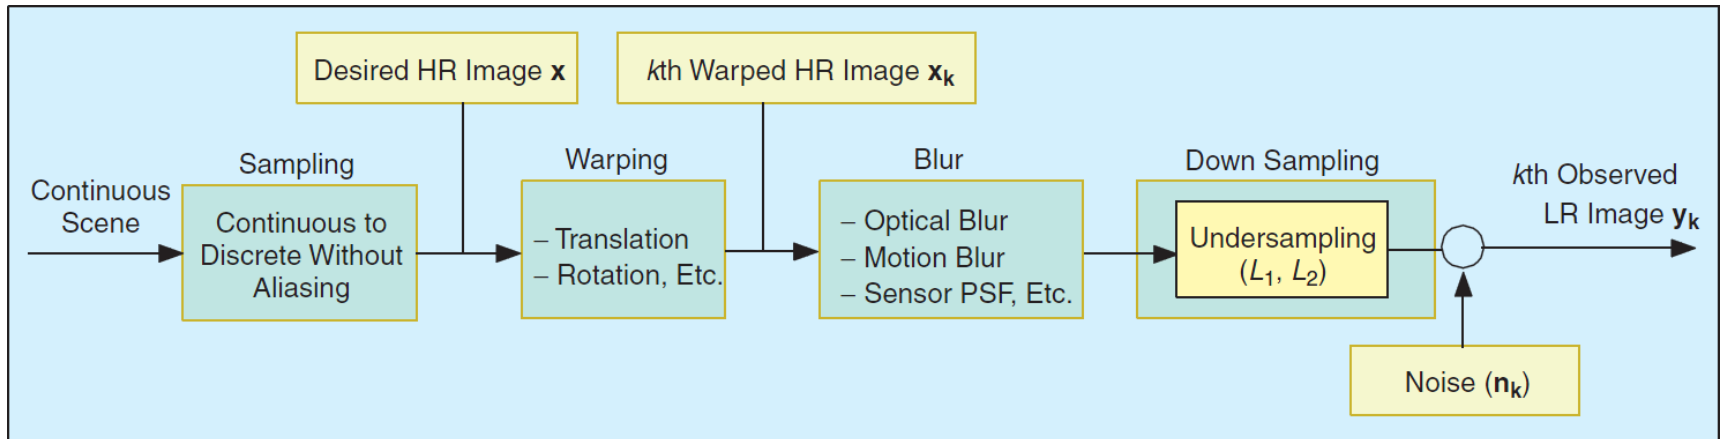 Desired HR Image x
kth Warped HR Image xₖ
Sampling
Warping
Blur
Down Sampling
Continuous
Scene
Continuous to
Discrete Without
Aliasing
– Translation
– Rotation, Etc.
– Optical Blur
– Motion Blur
– Sensor PSF, Etc.
Undersampling
(L₁, L₂)
kth Observed
LR Image yₖ
Noise (nₖ)